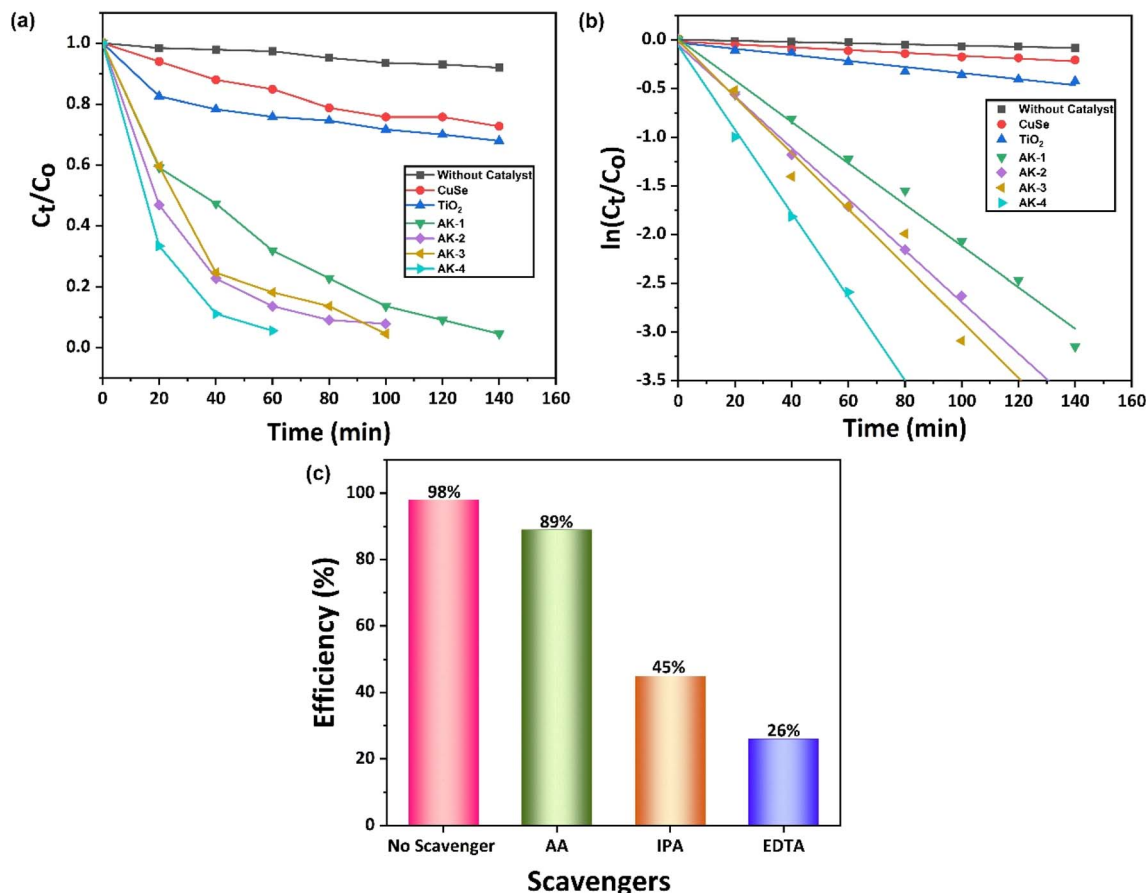 (a)
1.0
0.8
0.6
0.4
0.2
0.0
Ct/Co
Without Catalyst
CuSe
TiO2
AK-1
AK-2
AK-3
AK-4
0 20 40 60 80 100 120 140 160
Time (min)
(b)
0.0
-0.5
-1.0
-1.5
-2.0
-2.5
-3.0
-3.5
ln(Ct/Co)
Without Catalyst
CuSe
TiO2
AK-1
AK-2
AK-3
AK-4
0 20 40 60 80 100 120 140 160
Time (min)
(c)
100
80
60
40
20
0
Efficiency (%)
98%
89%
45%
26%
No Scavenger AA IPA EDTA
Scavengers